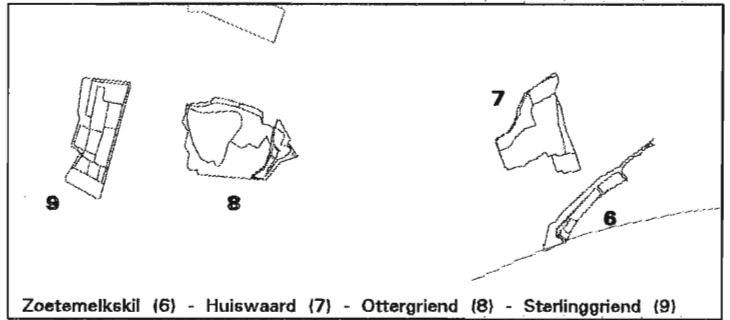 7
9
8
6
Zoetemelkskil (6) - Huiswaard (7) - Ottergriend (8) - Sterlinggriend (9)